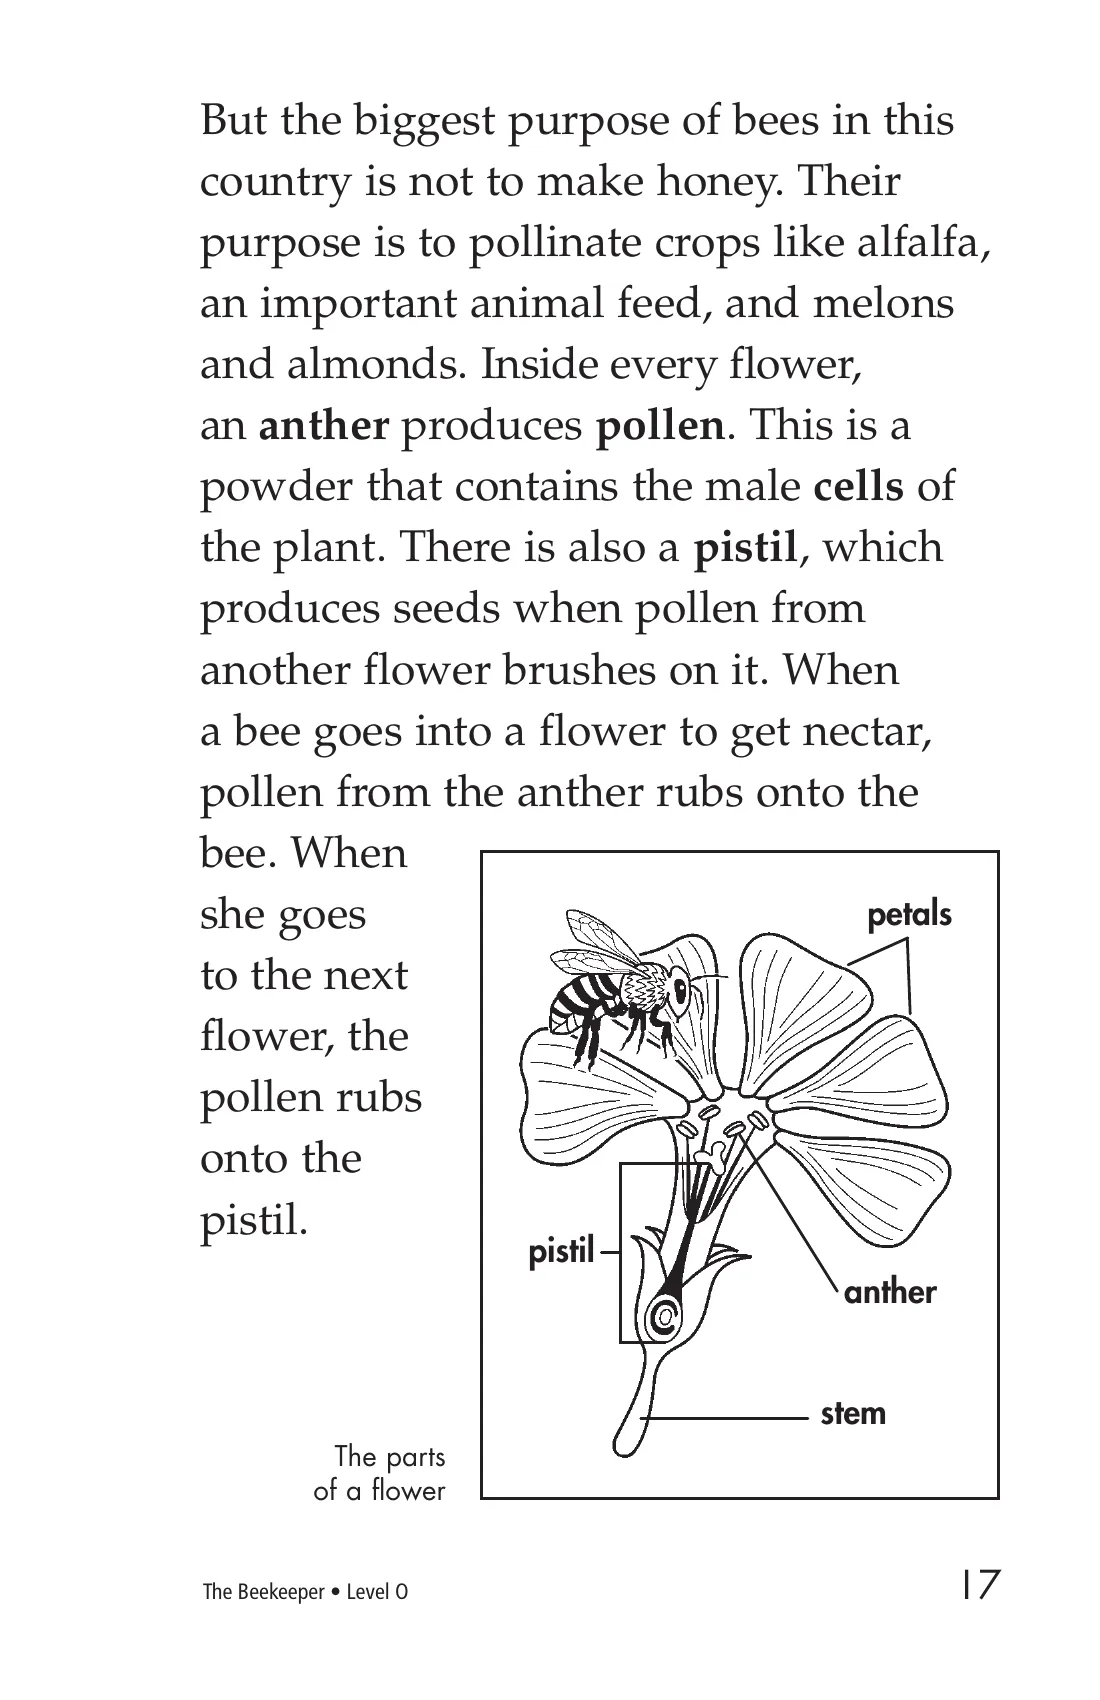 But the biggest purpose of bees in this
country is not to make honey. Their
purpose is to pollinate crops like alfalfa,
an important animal feed, and melons
and almonds. Inside every flower,
an anther produces pollen. This is a
powder that contains the male cells of
the plant. There is also a pistil, which
produces seeds when pollen from
another flower brushes on it. When
a bee goes into a flower to get nectar,
pollen from the anther rubs onto the
bee. When
she goes
to the next
flower, the
pollen rubs
onto the
pistil.
petals
pistil
anther
stem
The parts
of a flower
The Beekeeper • Level O
17